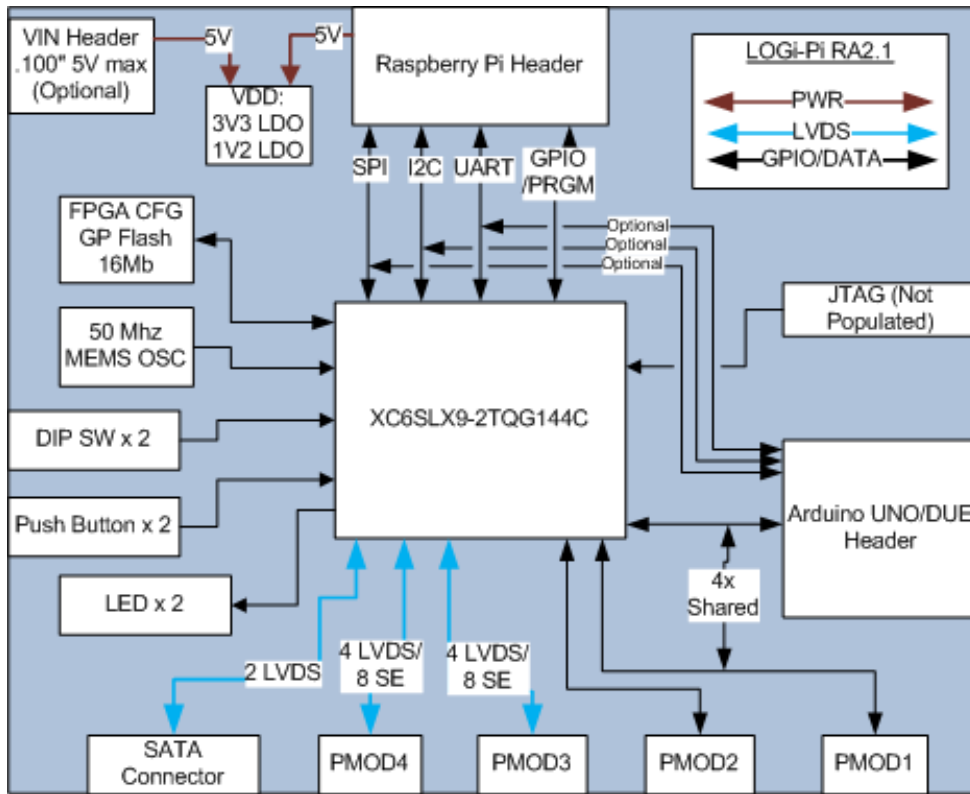 VIN Header
.100" 5V max
(Optional)
5V
5V
VDD:
3V3 LDO
1V2 LDO
Raspberry Pi Header
LOGi-Pi RA2.1
PWR
LVDS
GPIO/DATA
SPI
I2C
UART
GPIO
/PRGM
Optional
Optional
Optional
FPGA CFG
GP Flash
16Mb
50 Mhz
MEMS OSC
JTAG (Not
Populated)
XC6SLX9-2TQG144C
DIP SW x 2
Push Button x 2
LED x 2
Arduino UNO/DUE
Header
4x
Shared
2 LVDS
4 LVDS/
8 SE
4 LVDS/
8 SE
SATA
Connector
PMOD4
PMOD3
PMOD2
PMOD1